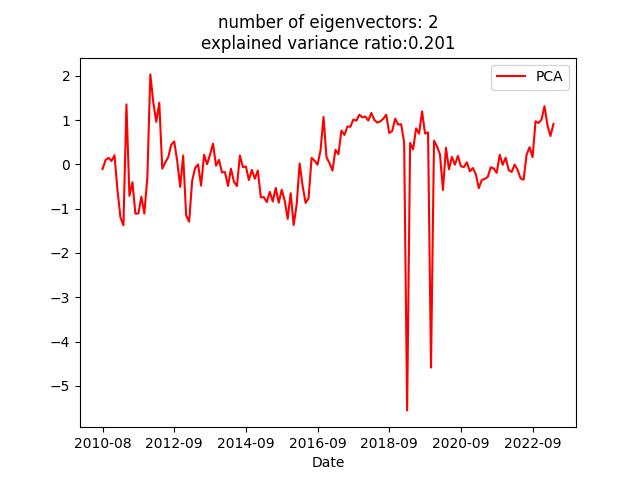 number of eigenvectors: 2
explained variance ratio:0.201
PCA
2
1
0
−1
−2
−3
−4
−5
2010-08 2012-09 2014-09 2016-09 2018-09 2020-09 2022-09
Date